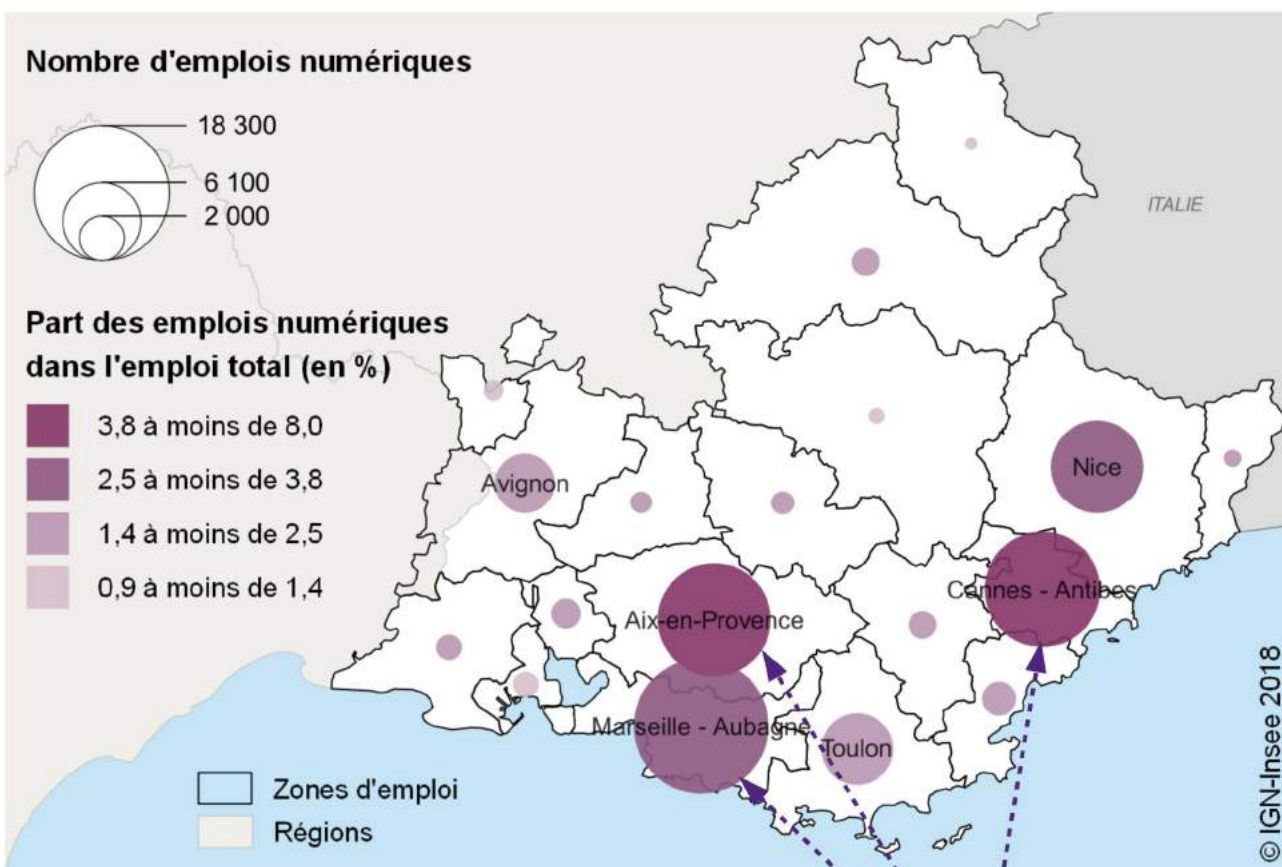 Nombre d'emplois numériques
18 300
6 100
2 000
ITALIE
Part des emplois numériques
dans l'emploi total (en %)
3,8 à moins de 8,0
2,5 à moins de 3,8
1,4 à moins de 2,5
0,9 à moins de 1,4
Avignon
Nice
Cannes - Antibes
Aix-en-Provence
Marseille - Aubagne
Toulon
Zones d'emploi
Régions
© IGN-Insee 2018